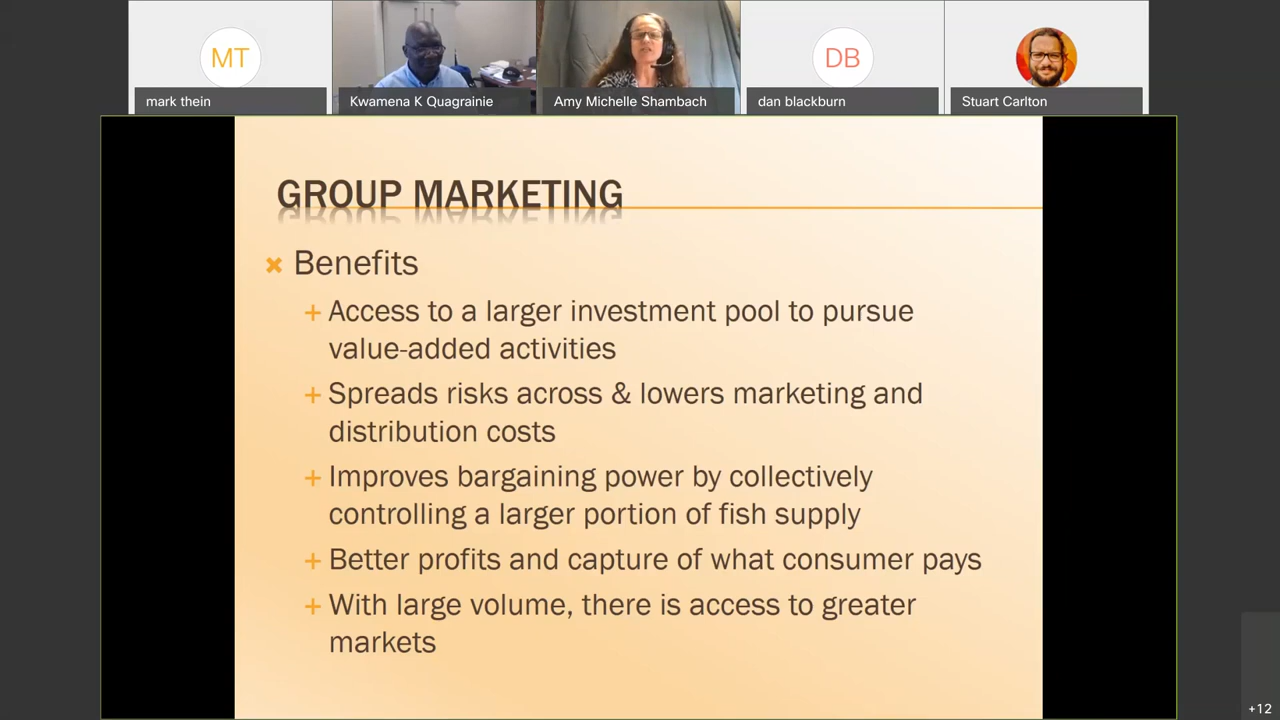 MT
DB
mark thein
Kwamena K Quagrainie
Amy Michelle Shambach
dan blackburn
Stuart Carlton
GROUP MARKETING
Benefits
Access to a larger investment pool to pursue
value-added activities
Spreads risks across & lowers marketing and
distribution costs
Improves bargaining power by collectively
controlling a larger portion of fish supply
Better profits and capture of what consumer pays
With large volume, there is access to greater
markets
+12